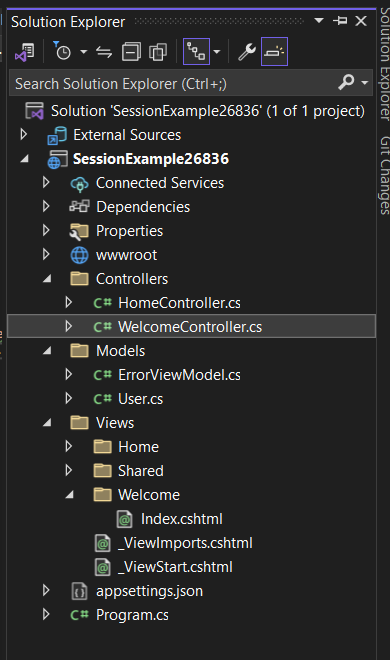 Solution Explorer
Search Solution Explorer (Ctrl+;)
Solution 'SessionExample26836' (1 of 1 project)
External Sources
SessionExample26836
Connected Services
Dependencies
Properties
wwwroot
Controllers
C# HomeController.cs
C# WelcomeController.cs
Models
C# ErrorViewModel.cs
C# User.cs
Views
Home
Shared
Welcome
@ Index.cshtml
@ _ViewImports.cshtml
@ _ViewStart.cshtml
appsettings.json
C# Program.cs
Solution Explorer
Git Changes